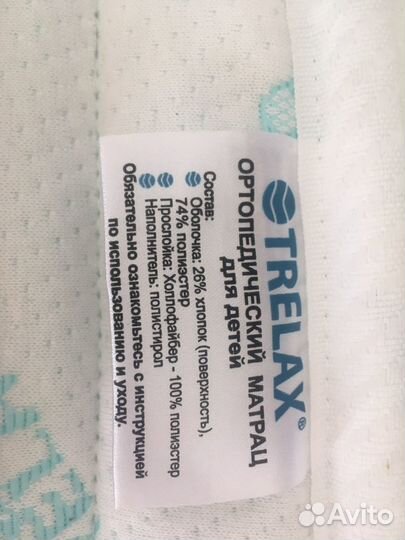 TRELAX®
ОРТОПЕДИЧЕСКИЙ МАТРАЦ
для детей
Состав:
Оболочка: 26% хлопок (поверхность),
74% полиэстер
Прослойка: Холлофайбер - 100% полиэстер
Наполнитель: полистирол
Обязательно ознакомьтесь с инструкцией
по использованию и уходу.
Avito